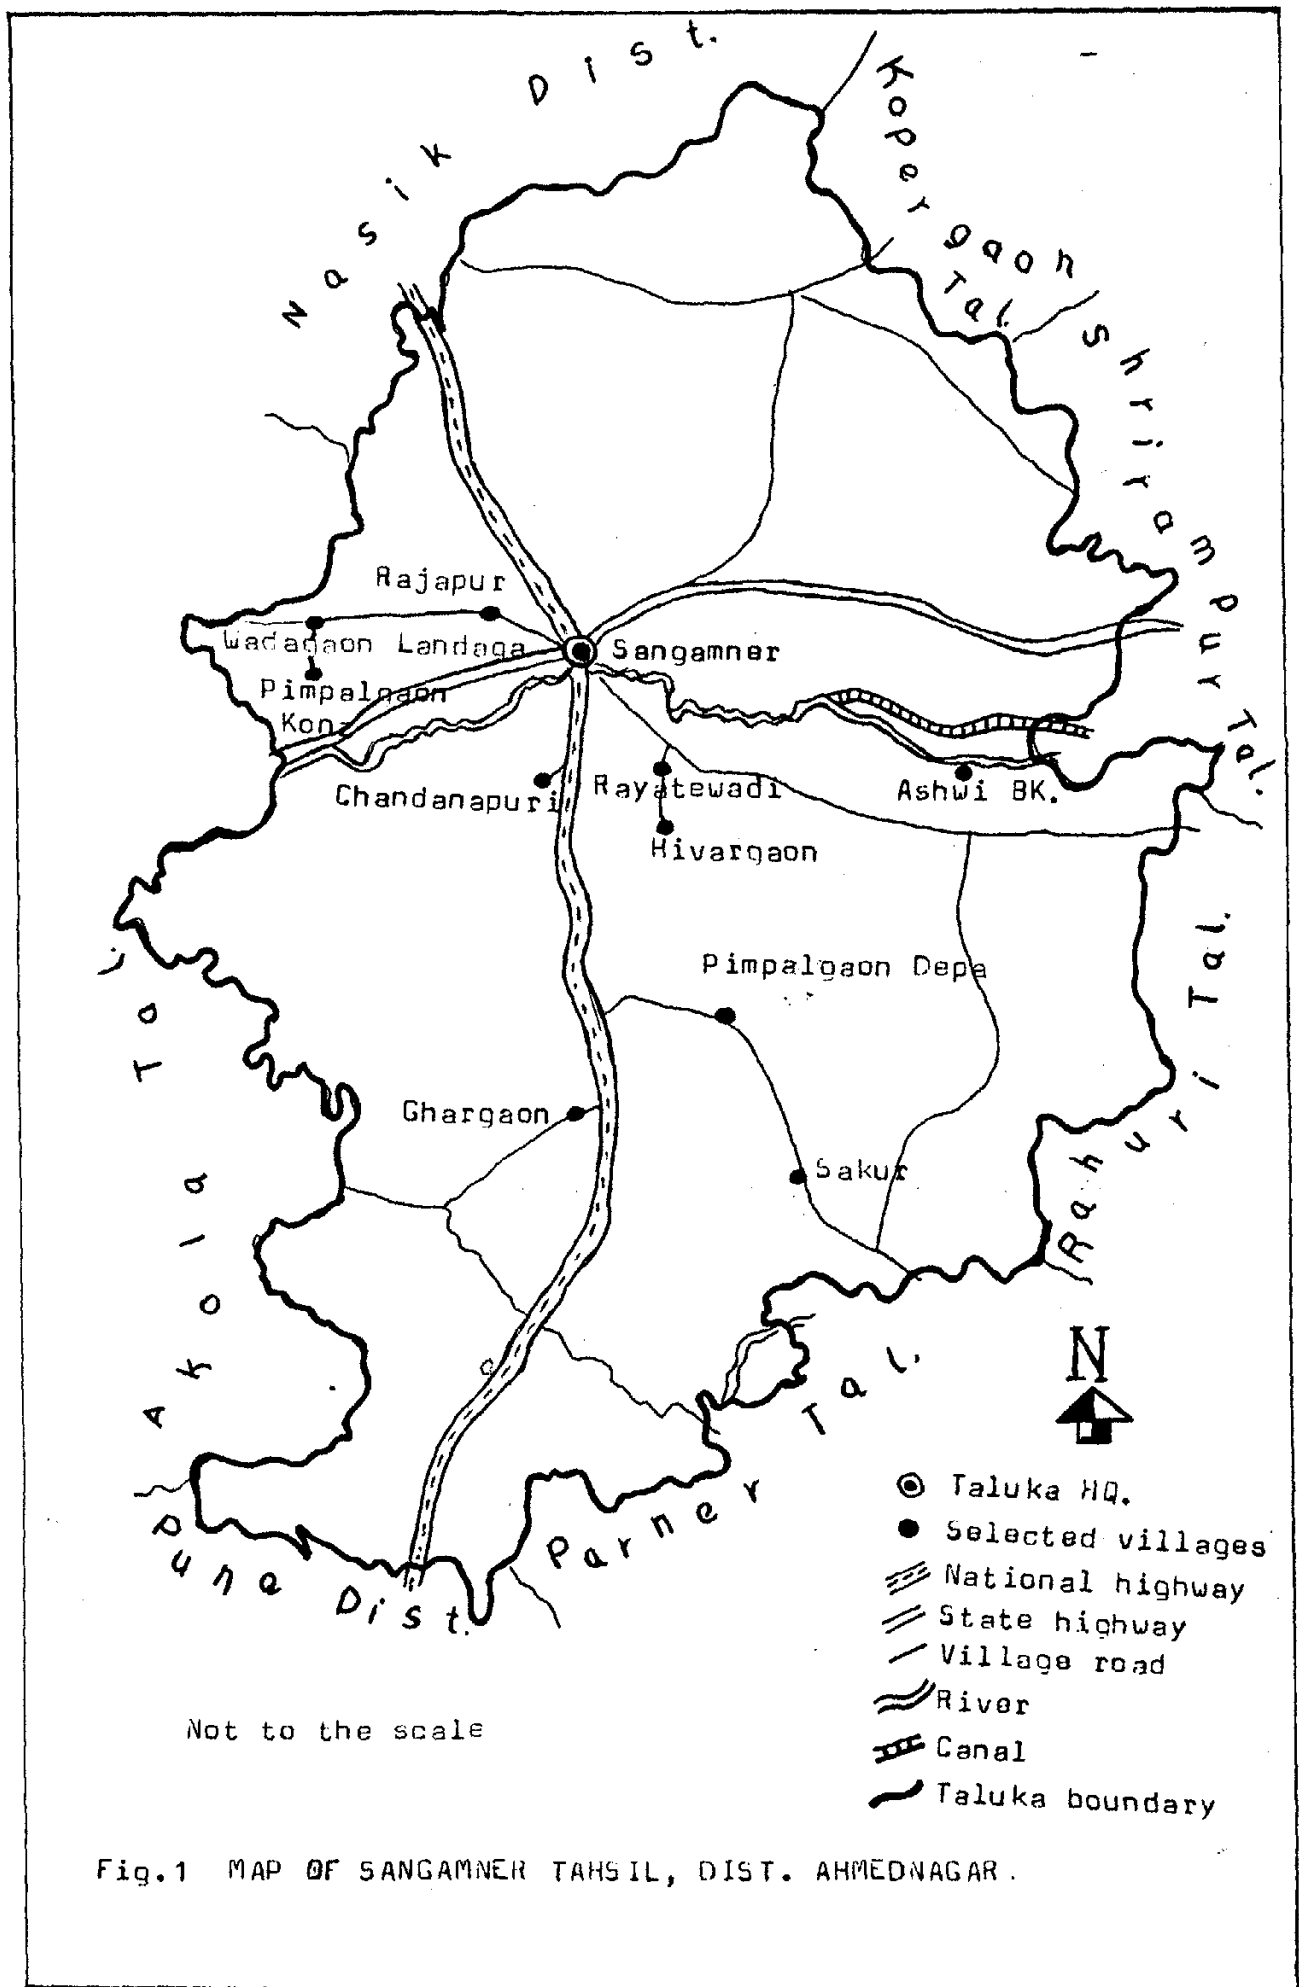 Nasik Dist.
Kopergaon
Tal.
Shrirampur Tal.
Rajapur
Wadagaon Landaga
Sangamner
Pimpalgaon
Konz
Chandanapuri
Rayatewadi
Ashwi BK.
Hivargaon
Pimpalgaon Depa
Ghargaon
Sakur
Akola Ta.
Rahuri Tal.
Parner Tal.
Pune Dist.
N
Taluka HQ.
Selected villages
National highway
State highway
Village road
River
Canal
Taluka boundary
Not to the scale
Fig.1 MAP OF SANGAMNER TAHSIL, DIST. AHMEDNAGAR.